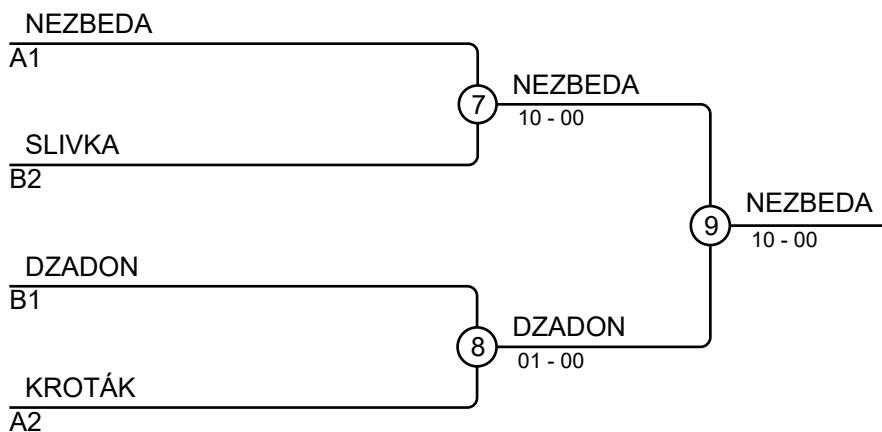 NEZBEDA
A1
7
NEZBEDA
10 - 00
SLIVKA
B2
9
NEZBEDA
10 - 00
DZADON
B1
8
DZADON
01 - 00
KROTÁK
A2